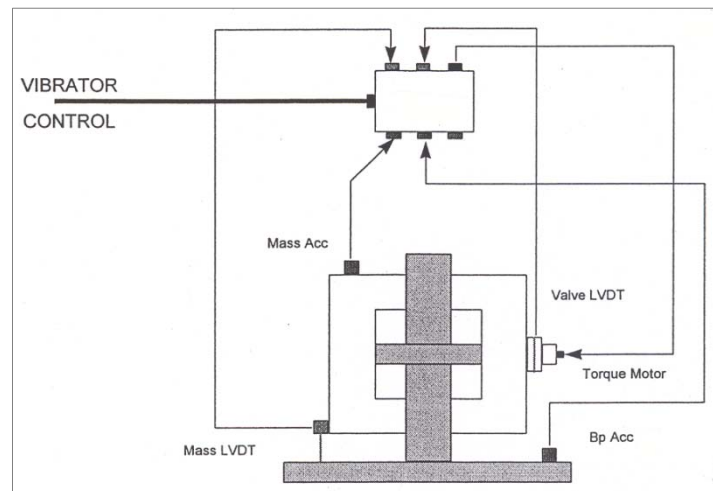 VIBRATOR
CONTROL
Mass Acc
Valve LVDT
Torque Motor
Bp Acc
Mass LVDT